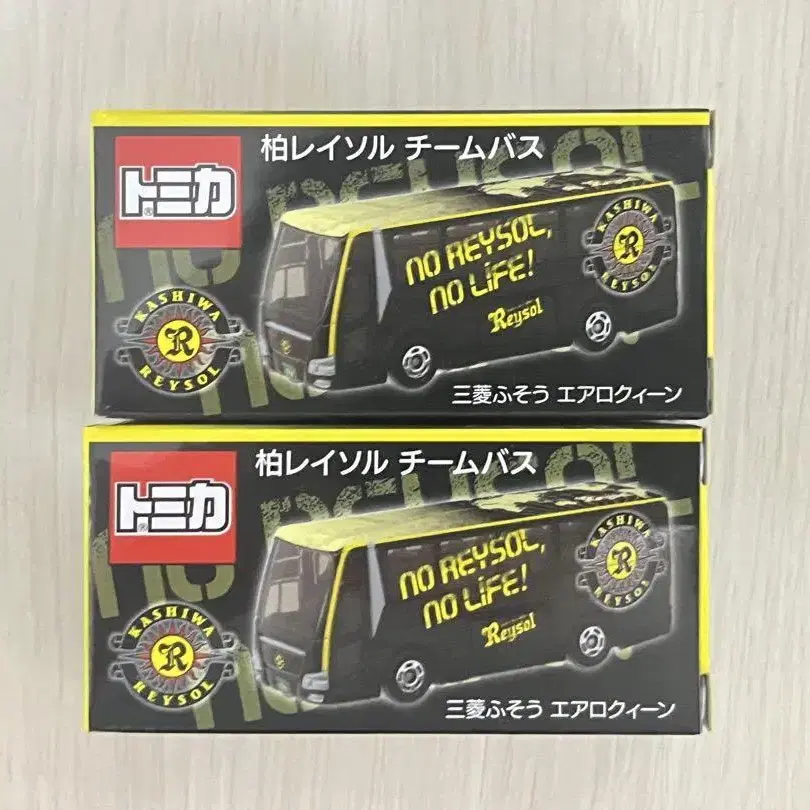 柏レイソル チームバス
トミカ
®
NO REYSOL,
NO LiFE!
Reysol
KASHIWA
R
REYSOL
KASHIWA
R
REYSOL
三菱ふそう エアロクィーン
柏レイソル チームバス
トミカ
®
NO REYSOL,
NO LiFE!
Reysol
KASHIWA
R
REYSOL
KASHIWA
R
REYSOL
三菱ふそう エアロクィーン